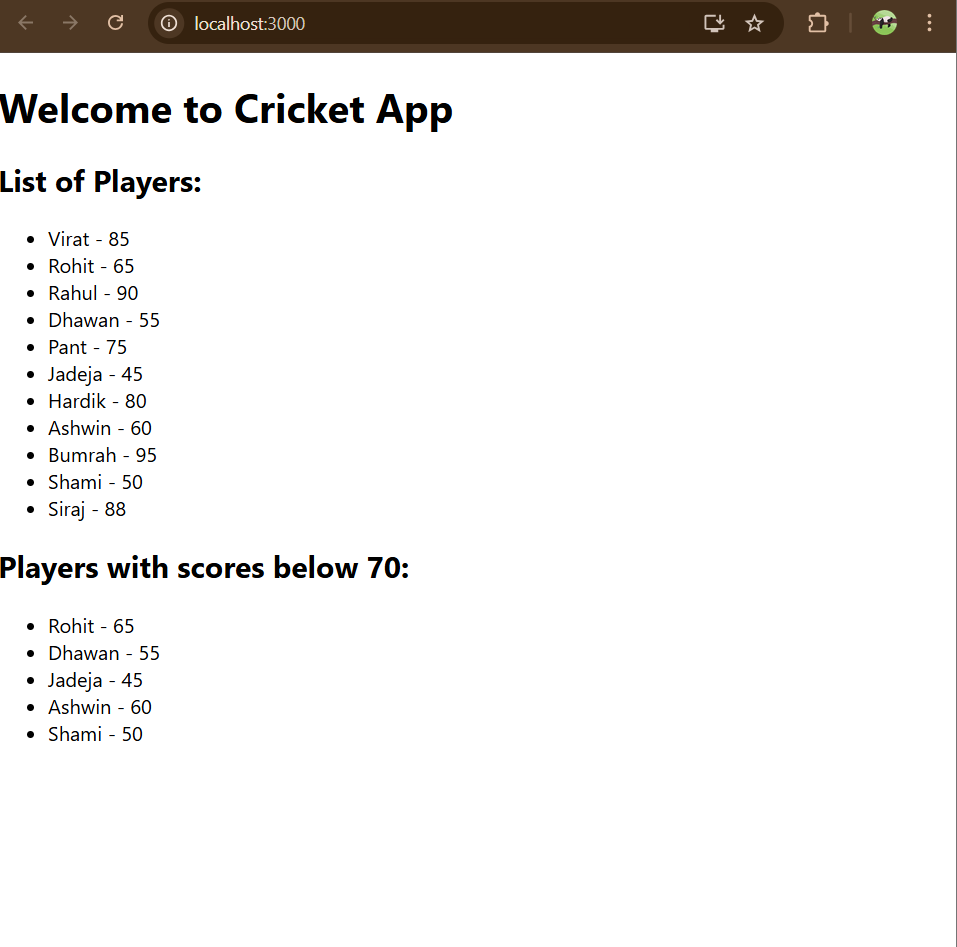 localhost:3000
Welcome to Cricket App
List of Players:
Virat - 85
Rohit - 65
Rahul - 90
Dhawan - 55
Pant - 75
Jadeja - 45
Hardik - 80
Ashwin - 60
Bumrah - 95
Shami - 50
Siraj - 88
Players with scores below 70:
Rohit - 65
Dhawan - 55
Jadeja - 45
Ashwin - 60
Shami - 50